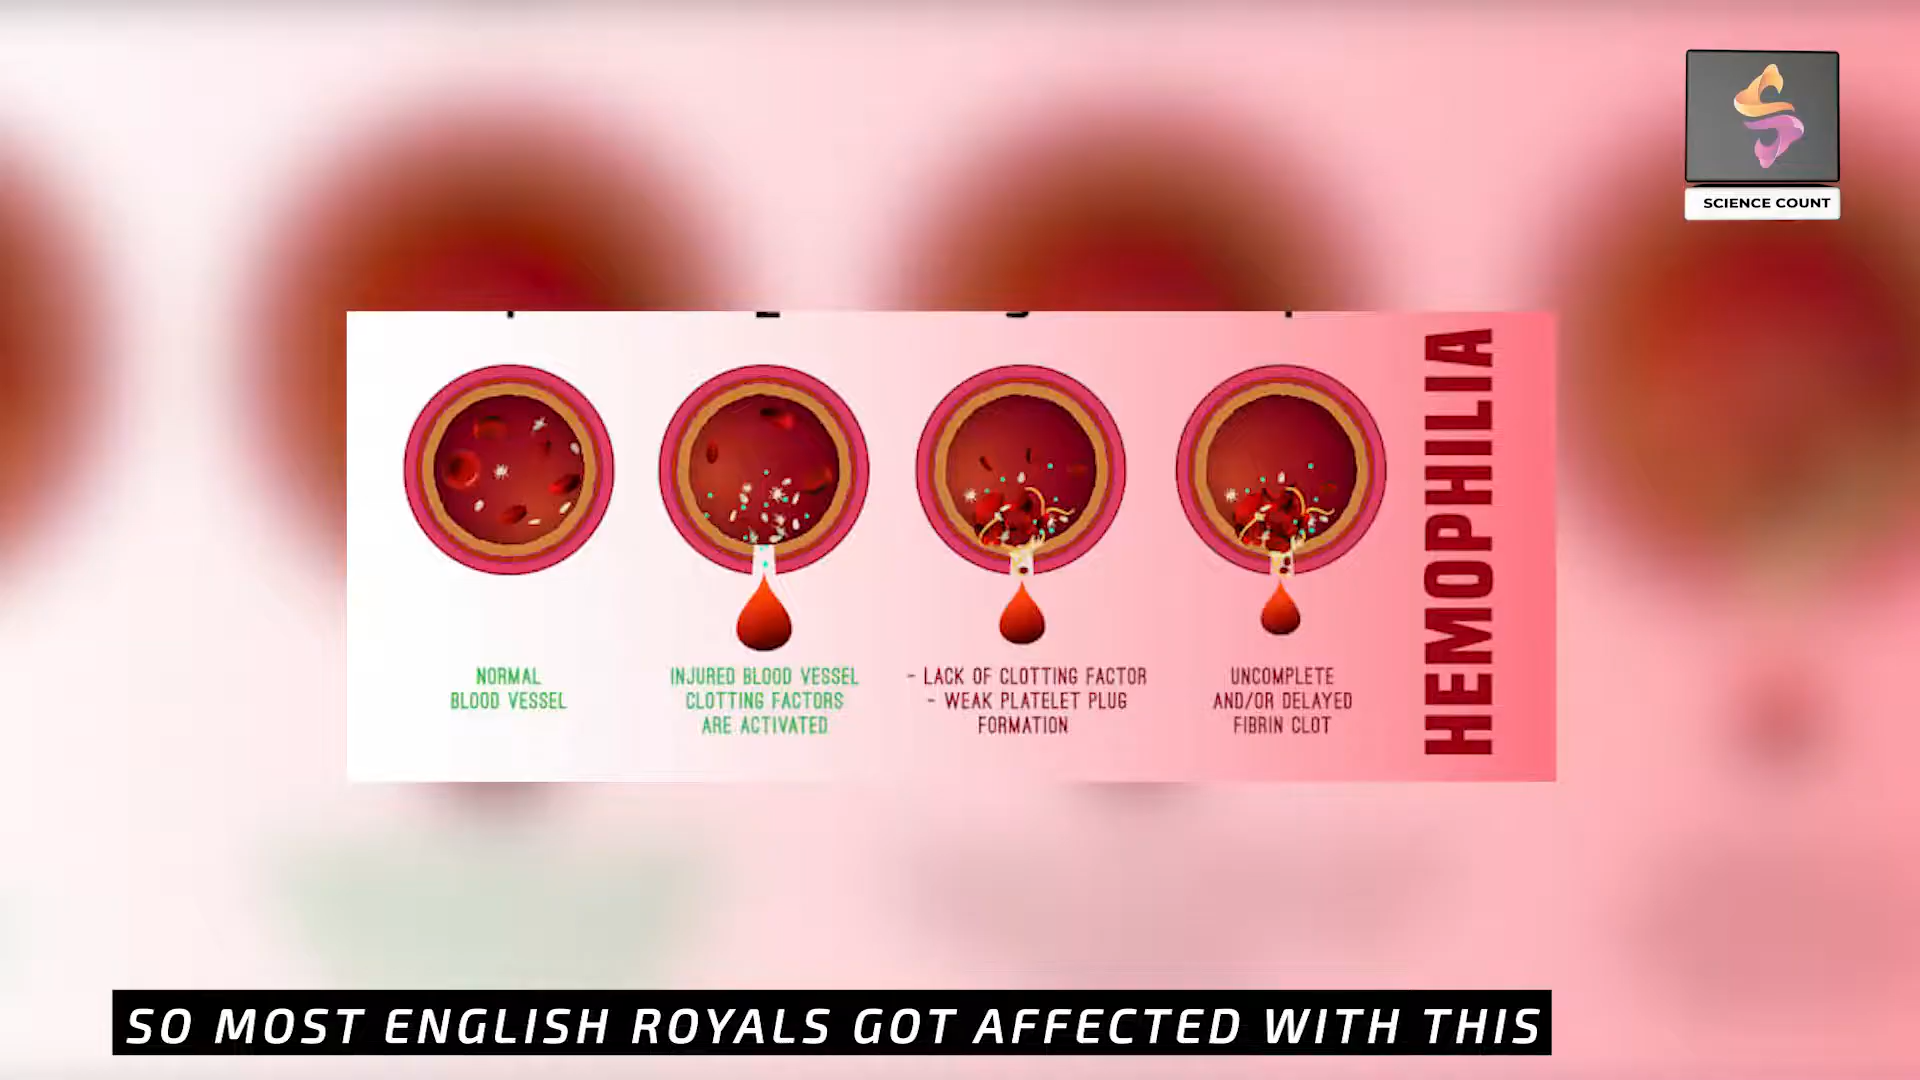 SCIENCE COUNT
HEMOPHILIA
NORMAL
BLOOD VESSEL
INJURED BLOOD VESSEL
CLOTTING FACTORS
ARE ACTIVATED
- LACK OF CLOTTING FACTOR
- WEAK PLATELET PLUG
FORMATION
UNCOMPLETE
AND/OR DELAYED
FIBRIN CLOT
SO MOST ENGLISH ROYALS GOT AFFECTED WITH THIS